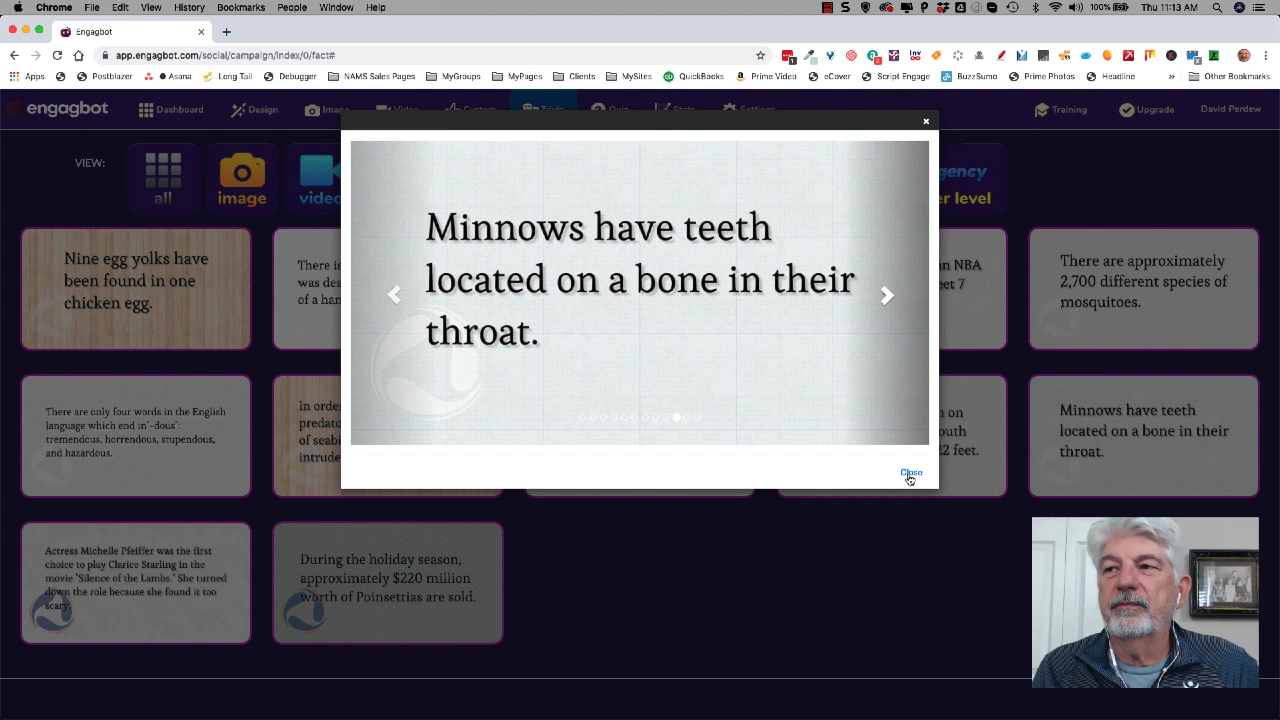 Chrome File Edit View History Bookmarks People Window Help 100% Thu 11:13 AM
Engagbot
app.engagbot.com/social/campaign/index/0/fact#
Apps Postblazer Asana Long Tail Debugger NAMS Sales Pages MyGroups MyPages Clients MySites QuickBooks Prime Video eCover Script Engage BuzzSumo Prime Photos Headline Other Bookmarks
engagbot Dashboard Design Training Upgrade David Perdew
VIEW:
all image
Minnows have teeth
located on a bone in their
throat.
Close
Nine egg yolks have
been found in one
chicken egg.
There are approximately
2,700 different species of
mosquitoes.
There are only four words in the English
language which end in"-dous":
tremendous, horrendous, stupendous,
and hazardous.
Minnows have teeth
located on a bone in their
throat.
Actress Michelle Pfeiffer was the first
choice to play Clarice Starling in the
movie "Silence of the Lambs." She turned
down the role because she found it too
scary.
During the holiday season,
approximately $220 million
worth of Poinsettias are sold.